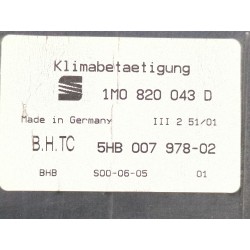 Klimabetaetigung
1M0 820 043 D
Made in Germany III 2 51/01
B.H.TC 5HB 007 978-02
BHB S00-06-05 01